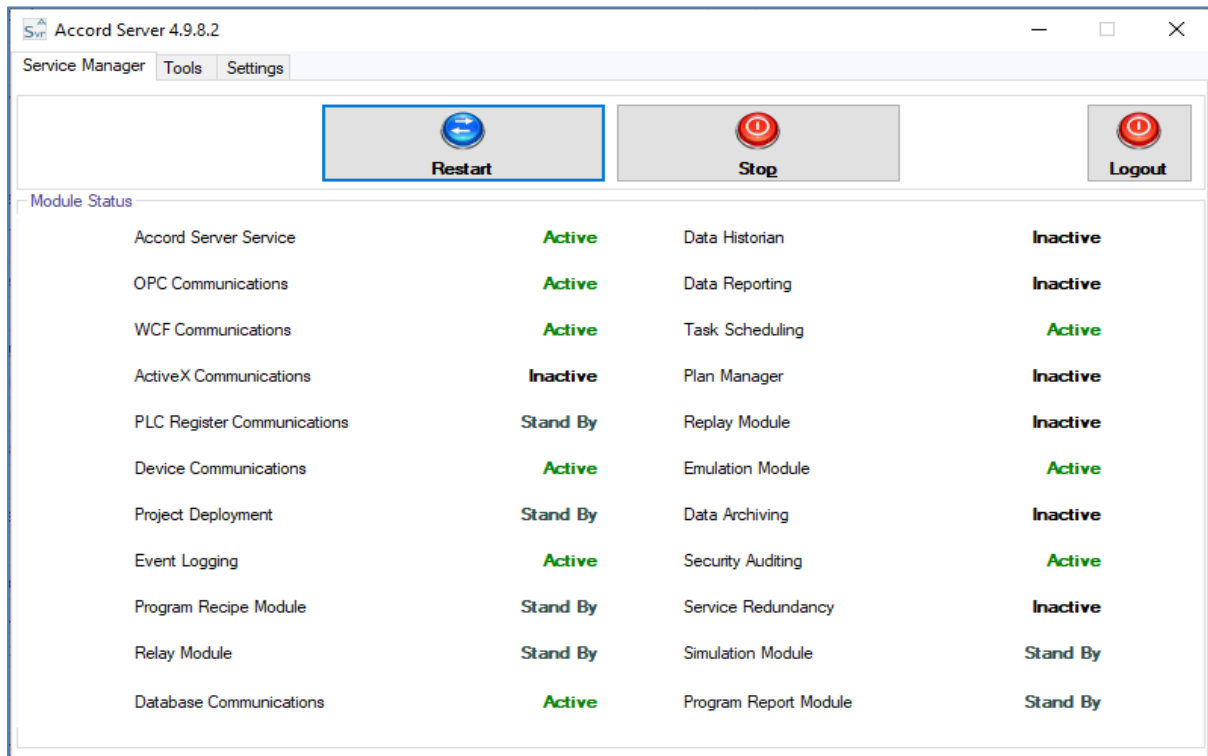 Svr Accord Server 4.9.8.2
Service Manager Tools Settings
Restart Stop Logout
Module Status
Accord Server Service Active Data Historian Inactive
OPC Communications Active Data Reporting Inactive
WCF Communications Active Task Scheduling Active
ActiveX Communications Inactive Plan Manager Inactive
PLC Register Communications Stand By Replay Module Inactive
Device Communications Active Emulation Module Active
Project Deployment Stand By Data Archiving Inactive
Event Logging Active Security Auditing Active
Program Recipe Module Stand By Service Redundancy Inactive
Relay Module Stand By Simulation Module Stand By
Database Communications Active Program Report Module Stand By